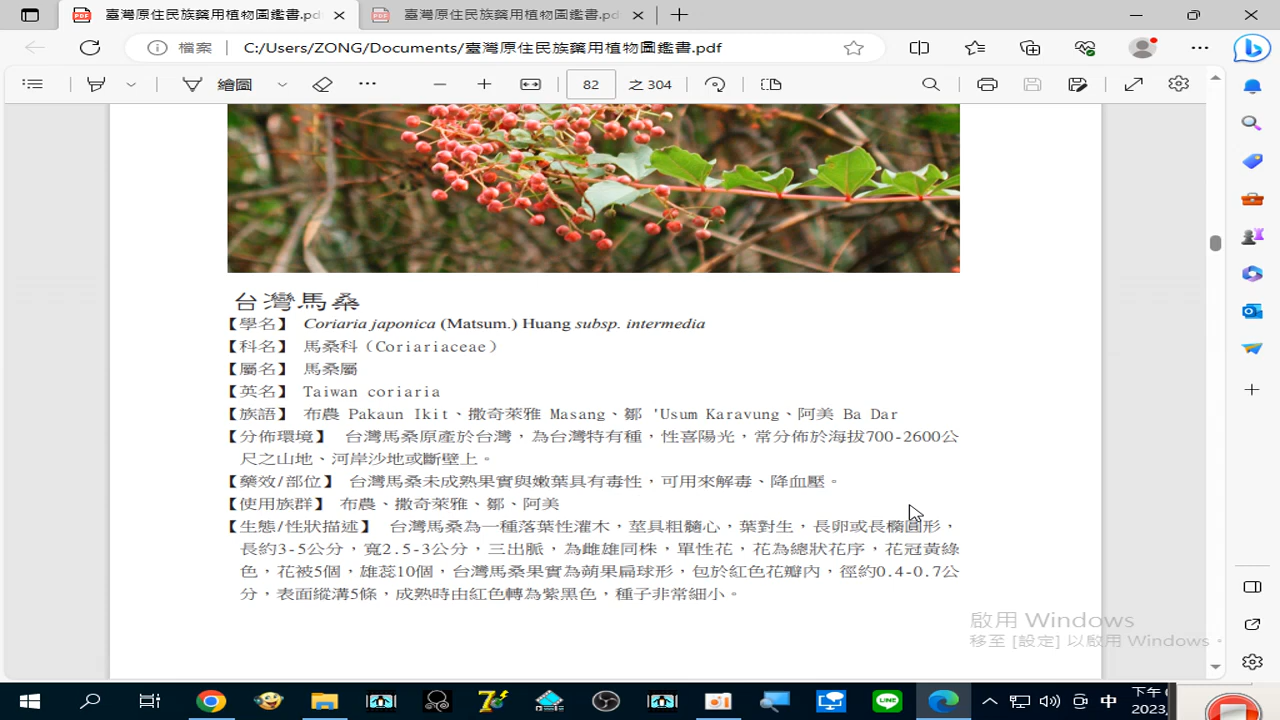 臺灣原住民族藥用植物圖鑑書.pd
臺灣原住民族藥用植物圖鑑書.pd
檔案 C:/Users/ZONG/Documents/臺灣原住民族藥用植物圖鑑書.pdf
繪圖 82 之 304
台灣馬桑
【學名】 Coriaria japonica (Matsum.) Huang subsp. intermedia
【科名】 馬桑科（Coriariaceae）
【屬名】 馬桑屬
【英名】 Taiwan coriaria
【族語】 布農 Pakaun Ikit、撒奇萊雅 Masang、鄒 'Usum Karavung、阿美 Ba Dar
【分佈環境】 台灣馬桑原產於台灣，為台灣特有種，性喜陽光，常分佈於海拔700-2600公
尺之山地、河岸沙地或斷壁上。
【藥效/部位】 台灣馬桑未成熟果實與嫩葉具有毒性，可用來解毒、降血壓。
【使用族群】 布農、撒奇萊雅、鄒、阿美
【生態/性狀描述】 台灣馬桑為一種落葉性灌木，莖具粗髓心，葉對生，長卵或長橢圓形，
長約3-5公分，寬2.5-3公分，三出脈，為雌雄同株，單性花，花為總狀花序，花冠黃綠
色，花被5個，雄蕊10個，台灣馬桑果實為蒴果扁球形，包於紅色花瓣內，徑約0.4-0.7公
分，表面縱溝5條，成熟時由紅色轉為紫黑色，種子非常細小。
啟用 Windows
移至 [設定] 以啟用 Windows。
中
下午
2023